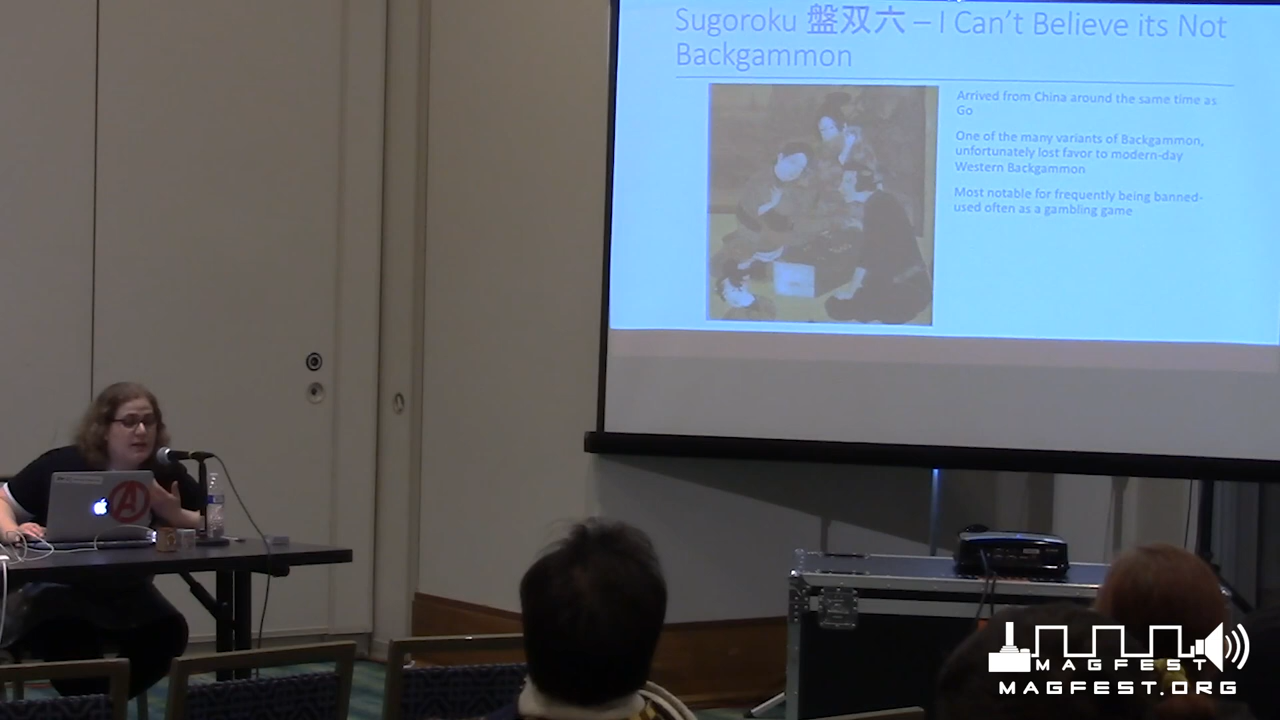 Sugoroku 盤双六 – I Can't Believe its Not
Backgammon
Arrived from China around the same time as
Go
One of the many variants of Backgammon,
unfortunately lost favor to modern-day
Western Backgammon
Most notable for frequently being banned-
used often as a gambling game
MAGFEST
MAGFEST.ORG